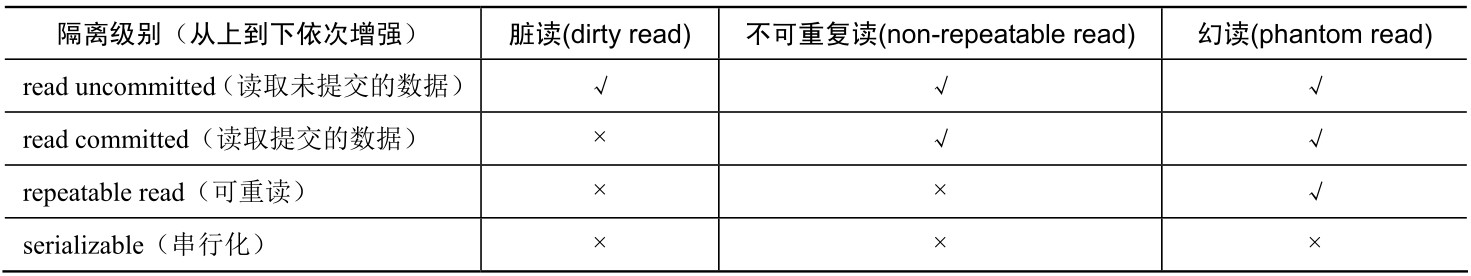 隔离级别（从上到下依次增强） 脏读(dirty read) 不可重复读(non-repeatable read) 幻读(phantom read)
read uncommitted（读取未提交的数据） √ √ √
read committed（读取提交的数据） × √ √
repeatable read（可重读） × × √
serializable（串行化） × × ×